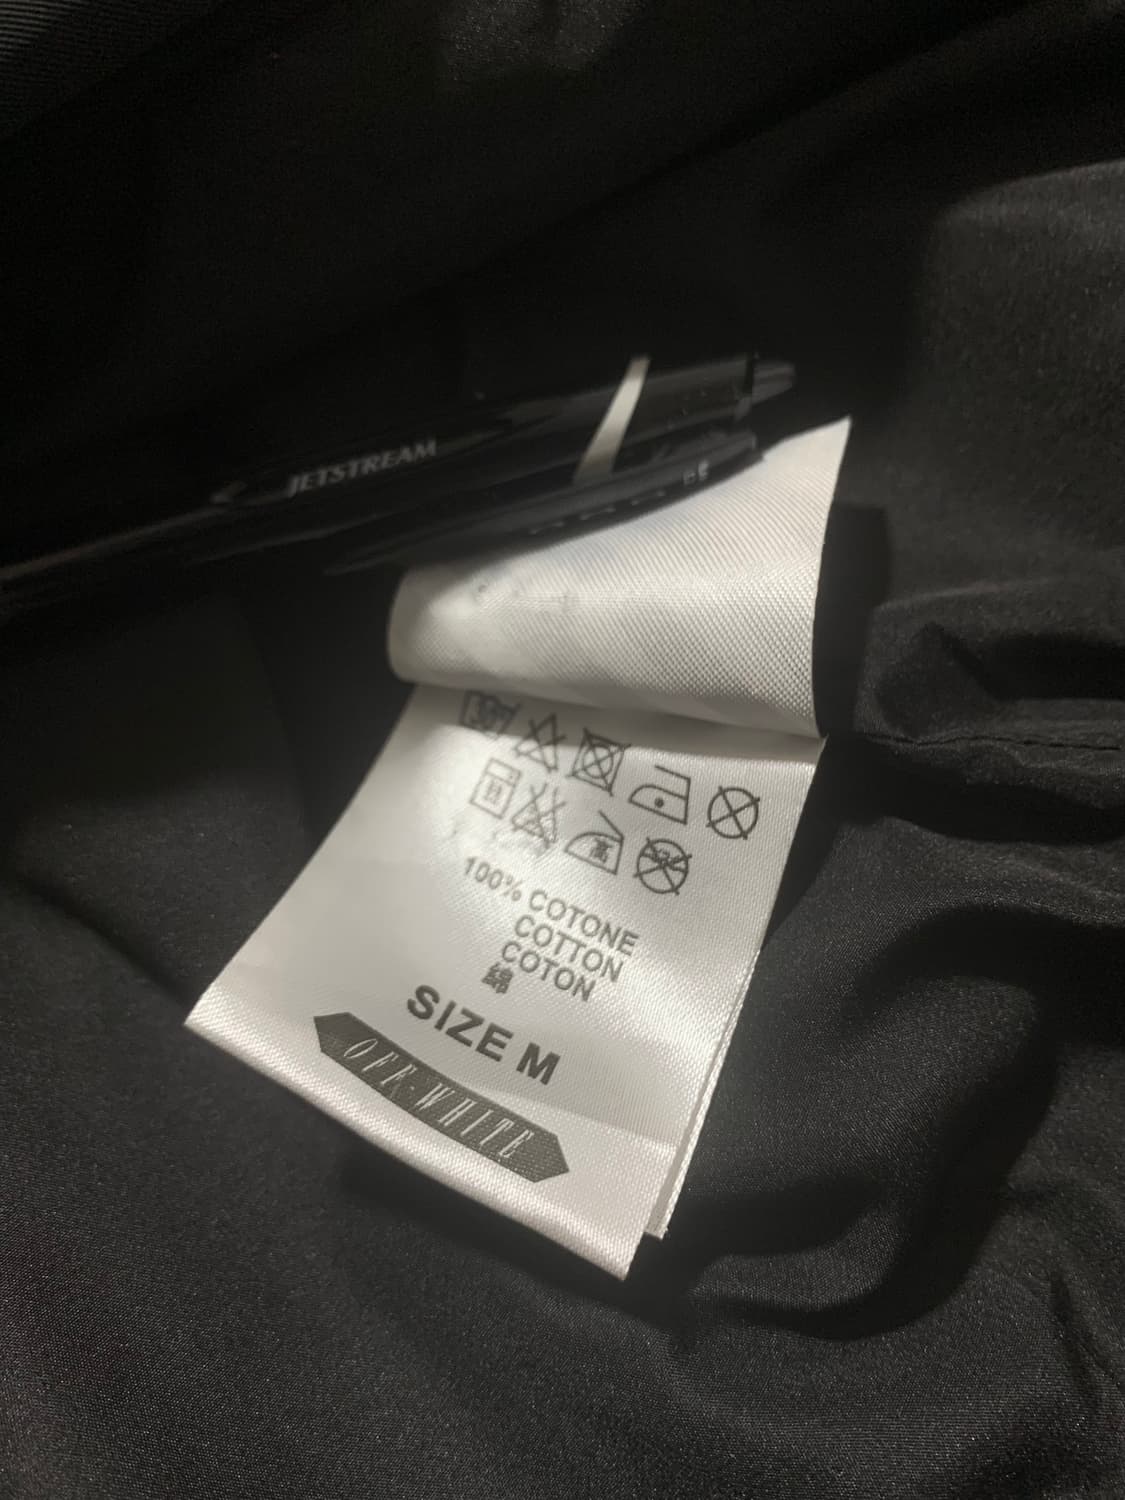 JETSTREAM
100% COTONE
COTTON
COTON
綿
SIZE M
OFF-WHITE